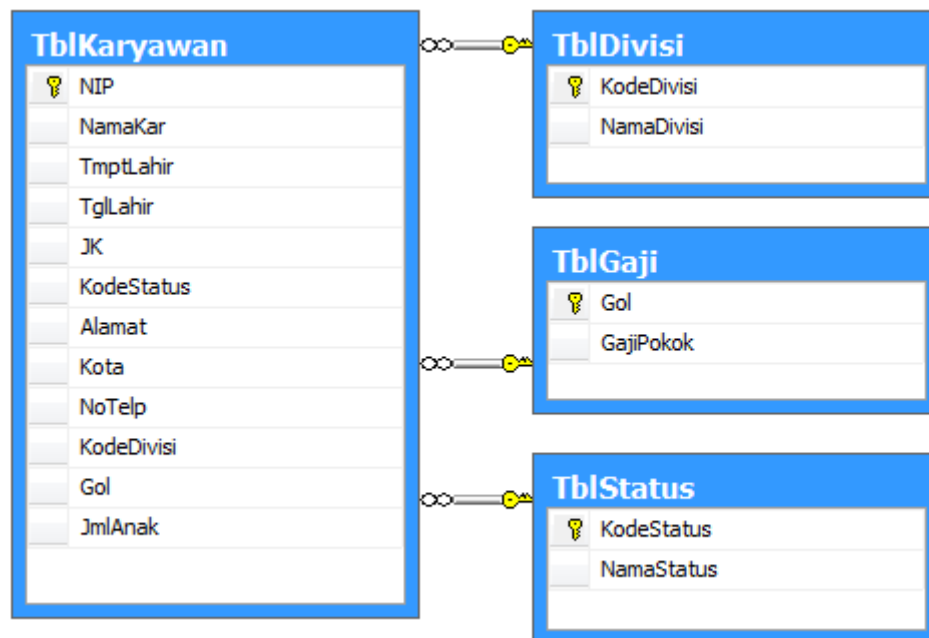 TblKaryawan
NIP
NamaKar
TmptLahir
TglLahir
JK
KodeStatus
Alamat
Kota
NoTelp
KodeDivisi
Gol
JmlAnak
TblDivisi
KodeDivisi
NamaDivisi
TblGaji
Gol
GajiPokok
TblStatus
KodeStatus
NamaStatus